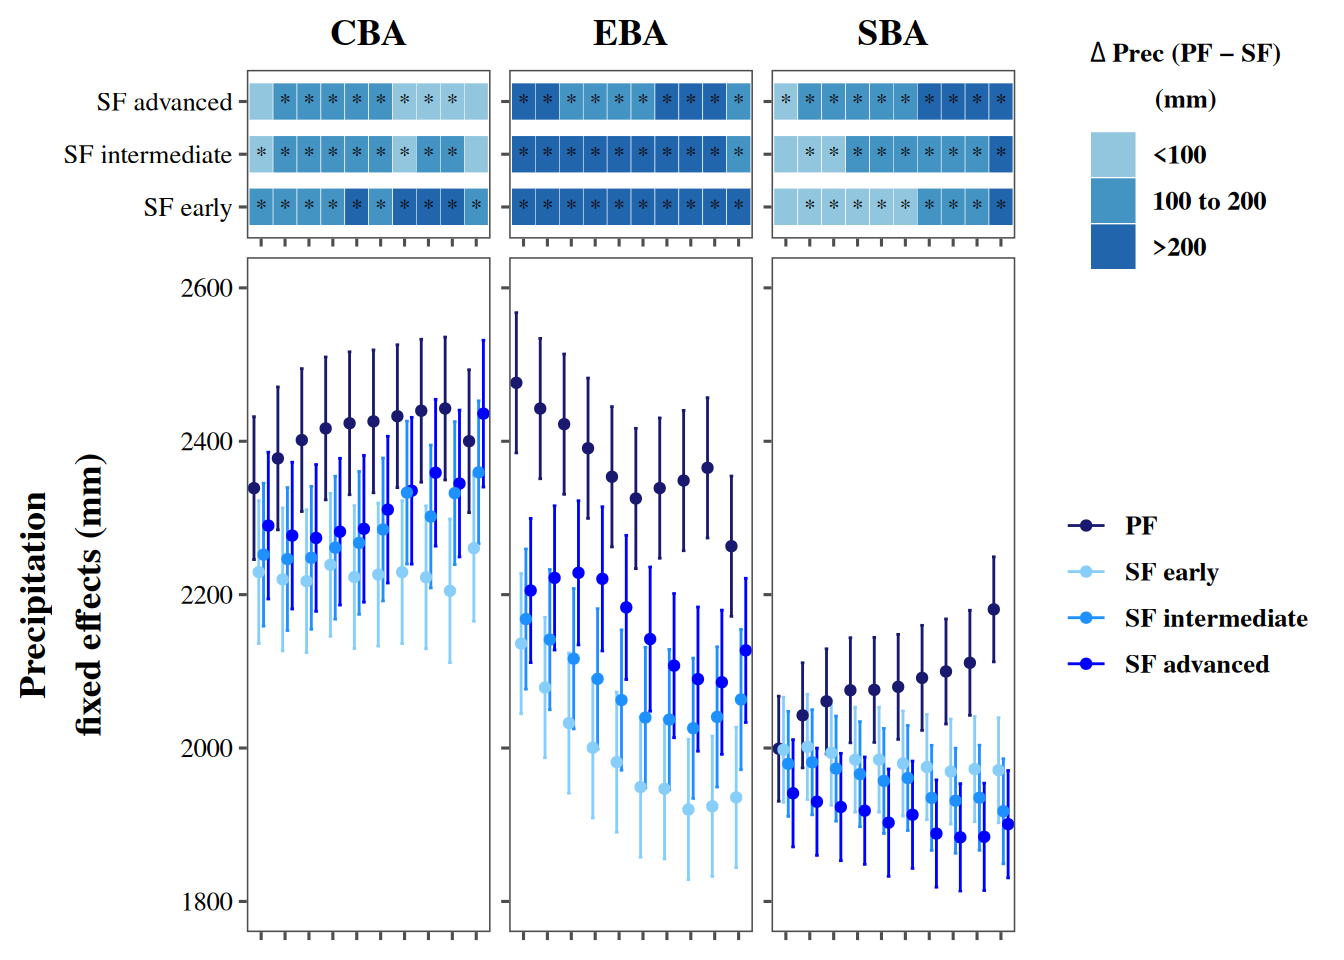 CBA EBA SBA
Δ Prec (PF − SF)
(mm)
<100
100 to 200
>200
SF advanced
* * * * * * * *
* * * * * * * * * *
* * * * * * * * * *
SF intermediate
* * * * * * * * *
* * * * * * * * * *
* * * * * * * * *
SF early
* * * * * * * * * *
* * * * * * * * * *
* * * * * * * * *
Precipitation
fixed effects (mm)
2600
2400
2200
2000
1800
PF
SF early
SF intermediate
SF advanced